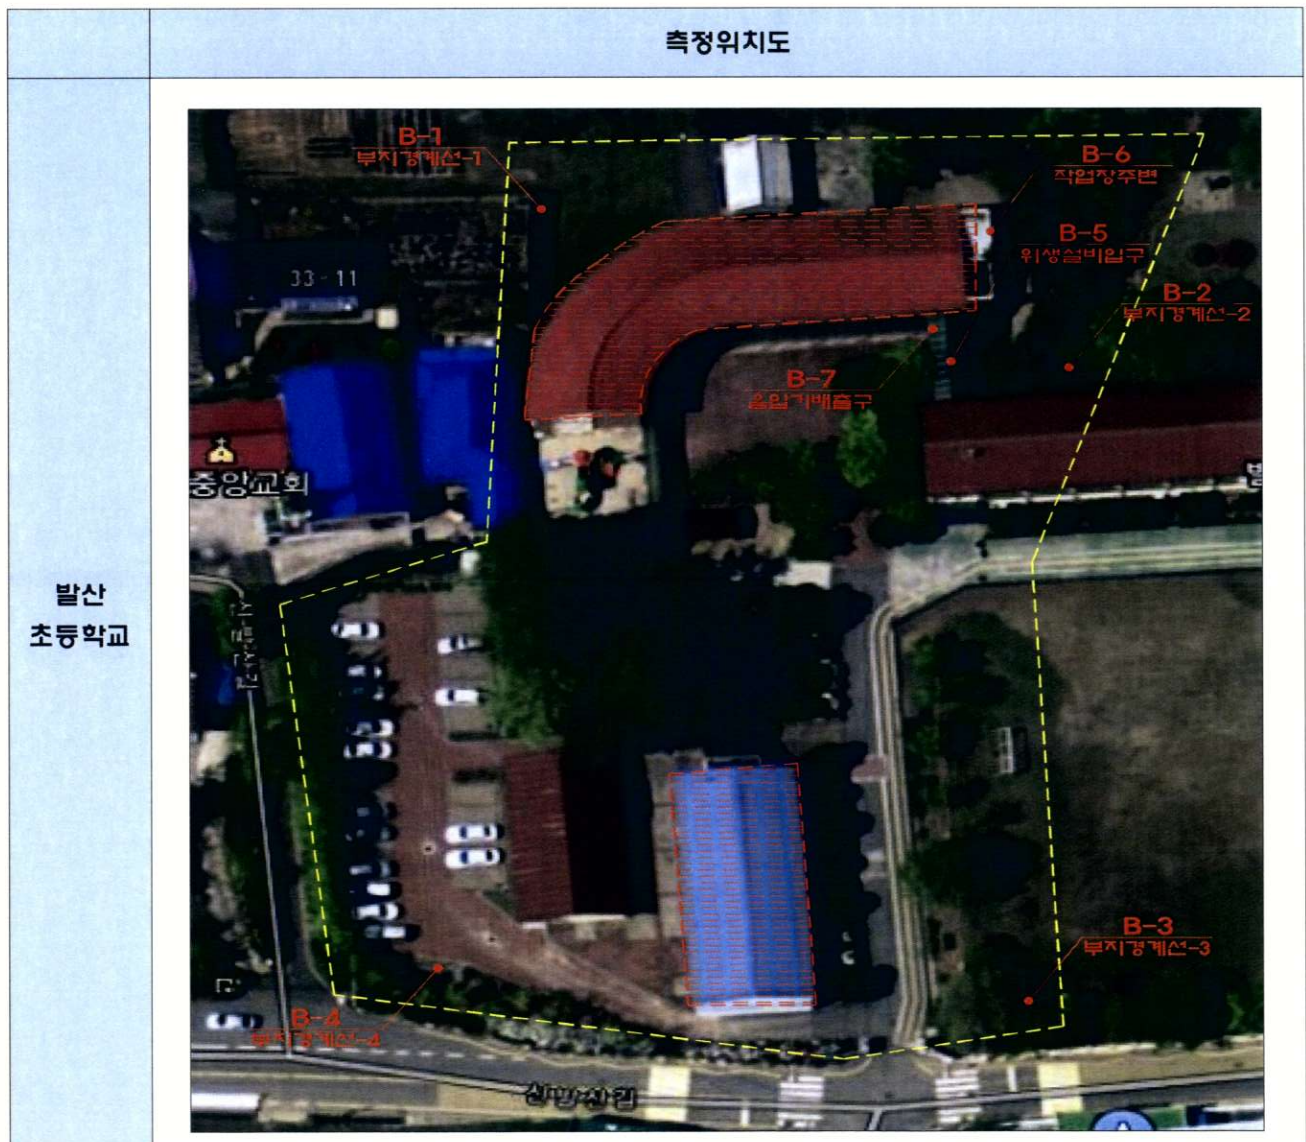 측정위치도
발산
초등학교
B-1
부지경계선-1
B-6
작업장주변
B-5
위생설비입구
B-2
부지경계선-2
33-11
B-7
음압기배출구
중앙교회
B-3
부지경계선-3
B-4
부지경계선-4
신발산길